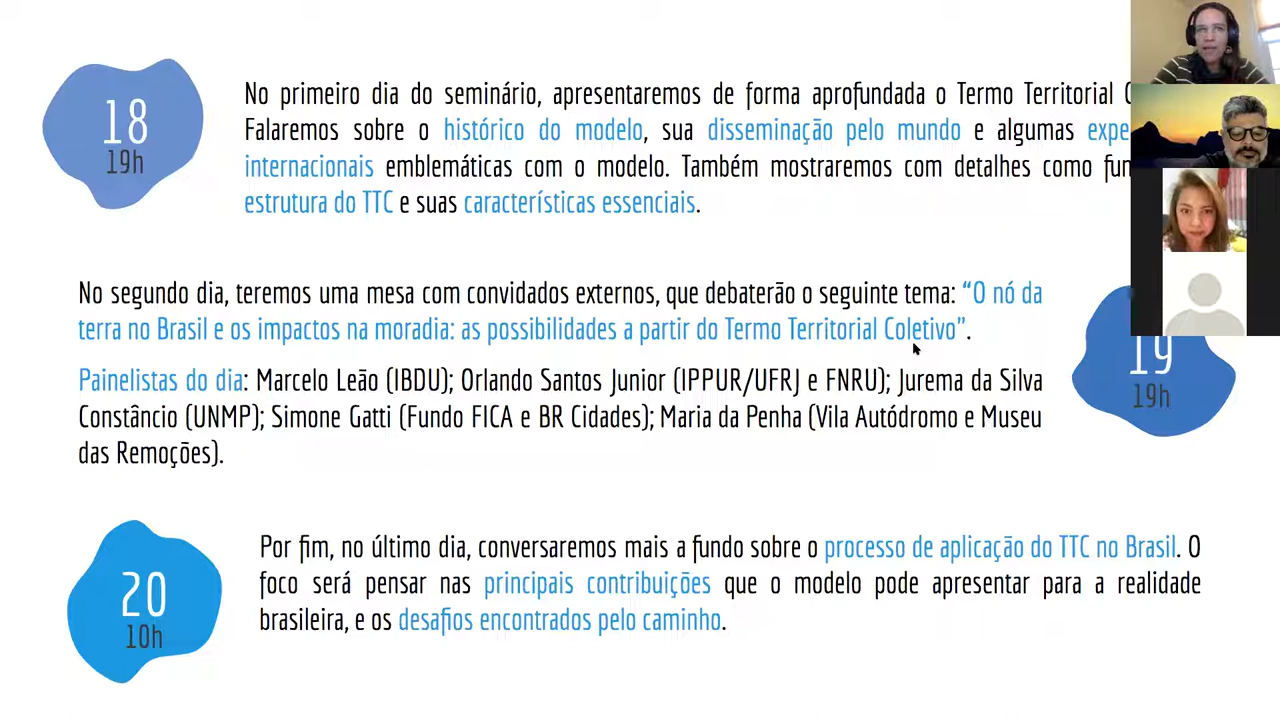 18
19h
No primeiro dia do seminário, apresentaremos de forma aprofundada o Termo Territorial
Falaremos sobre o histórico do modelo, sua disseminação pelo mundo e algumas
internacionais emblemáticas com o modelo. Também mostraremos com detalhes como
estrutura do TTC e suas características essenciais.
No segundo dia, teremos uma mesa com convidados externos, que debaterão o seguinte tema: “O nó da
terra no Brasil e os impactos na moradia: as possibilidades a partir do Termo Territorial Coletivo”.
Painelistas do dia: Marcelo Leão (IBDU); Orlando Santos Junior (IPPUR/UFRJ e FNRU); Jurema da Silva
Constâncio (UNMP); Simone Gatti (Fundo FICA e BR Cidades); Maria da Penha (Vila Autódromo e Museu
das Remoções).
19
19h
20
10h
Por fim, no último dia, conversaremos mais a fundo sobre o processo de aplicação do TTC no Brasil. O
foco será pensar nas principais contribuições que o modelo pode apresentar para a realidade
brasileira, e os desafios encontrados pelo caminho.